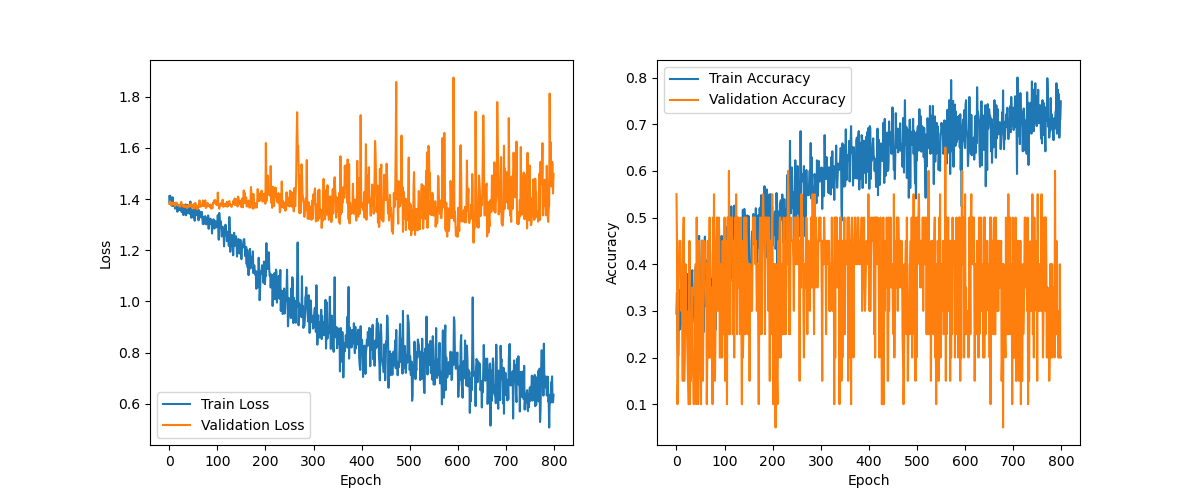 1.8
1.6
1.4
1.2
1.0
0.8
0.6
Loss
Train Loss
Validation Loss
0 100 200 300 400 500 600 700 800
Epoch
0.8
0.7
0.6
0.5
0.4
0.3
0.2
0.1
Accuracy
Train Accuracy
Validation Accuracy
0 100 200 300 400 500 600 700 800
Epoch